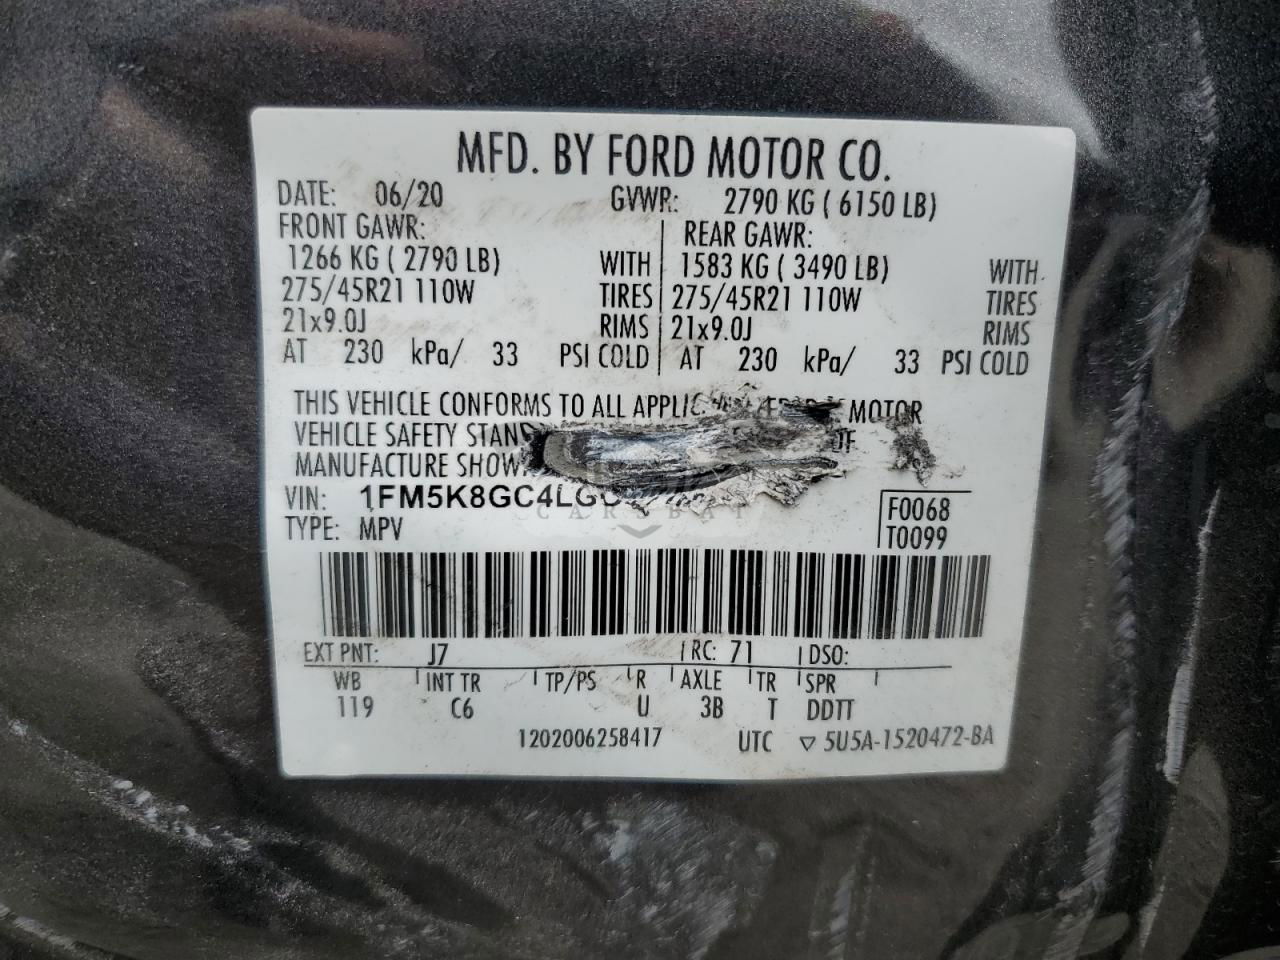 MFD. BY FORD MOTOR CO.
DATE: 06/20 GVWR: 2790 KG ( 6150 LB)
FRONT GAWR: REAR GAWR:
1266 KG ( 2790 LB) WITH 1583 KG ( 3490 LB) WITH
275/45R21 110W TIRES 275/45R21 110W TIRES
21x9.0J RIMS 21x9.0J RIMS
AT 230 kPa/ 33 PSI COLD AT 230 kPa/ 33 PSI COLD
THIS VEHICLE CONFORMS TO ALL MOTOR
VEHICLE SAFETY
MANUFACTURE
VIN: 1FM5K8GC4LG
TYPE: MPV
F0068
T0099
EXT PNT: J7 RC: 71 DSO:
WB INT TR TP/PS R AXLE TR SPR
119 C6 U 3B T DDTT
1202006258417 UTC ▽ 5U5A-1520472-BA
CARSBAT